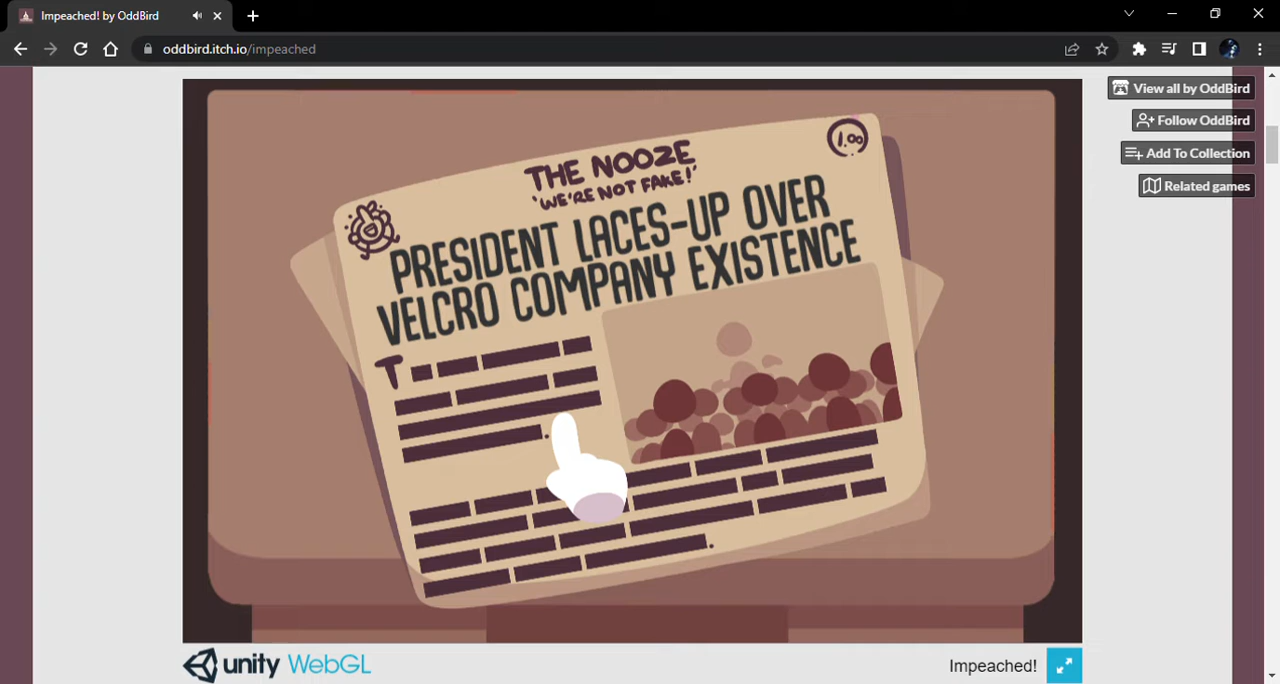 Impeached! by OddBird
oddbird.itch.io/impeached
View all by OddBird
Follow OddBird
Add To Collection
Related games
THE NOOZE
'WE'RE NOT FAKE!'
1.00
PRESIDENT LACES-UP OVER
VELCRO COMPANY EXISTENCE
T
unity WebGL
Impeached!